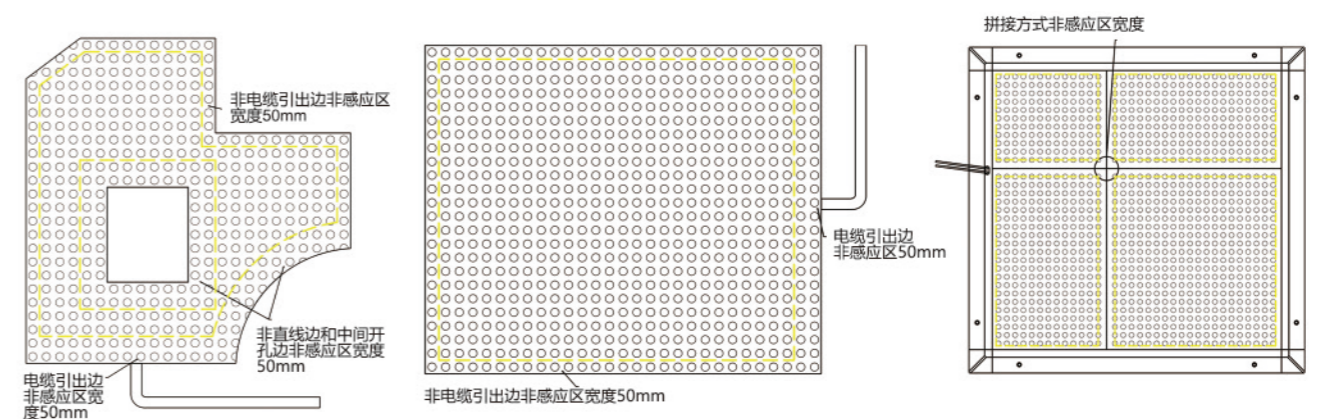 非电缆引出边非感应区
宽度50mm
非直线边和中间开
孔边非感应区宽度
50mm
电缆引出边
非感应区宽
度50mm
电缆引出边
非感应区50mm
非电缆引出边非感应区宽度50mm
拼接方式非感应区宽度